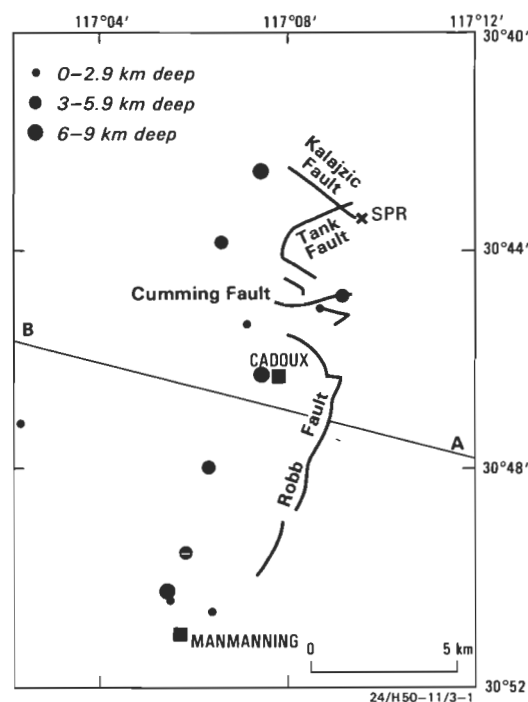 117°04′ 117°08′ 117°12′
30°40′
0–2.9 km deep
3–5.9 km deep
6–9 km deep
Kalajzic
Fault
SPR
Tank
Fault
30°44′
Cumming Fault
B
CADOUX
Robb Fault
A
30°48′
MANMANNING
0 5 km
30°52′
24/H50–11/3–1